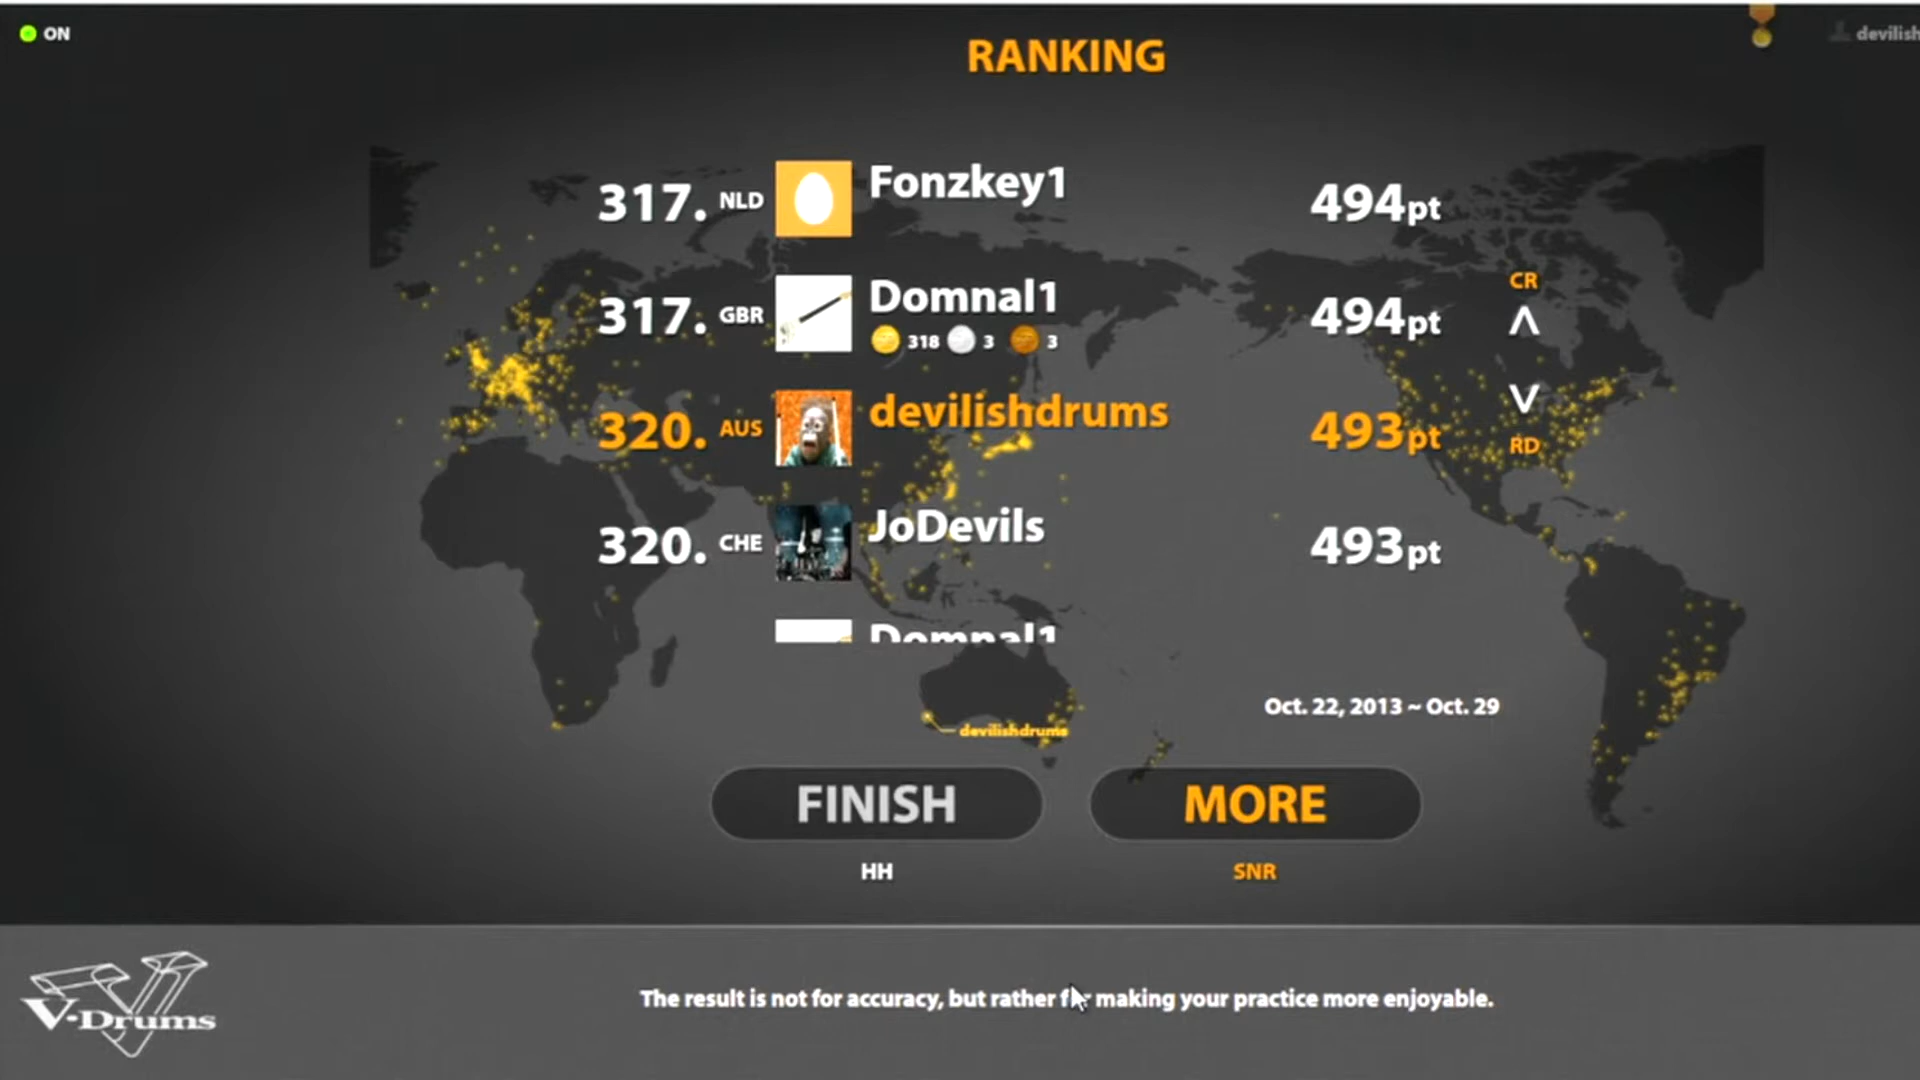 ON
RANKING
devilish
317. NLD Fonzkey1 494pt
317. GBR Domnal1 494pt
318 3 3
CR
320. AUS devilishdrums 493pt
RD
320. CHE JoDevils 493pt
Domnal1
Oct. 22, 2013 ~ Oct. 29
devilishdrums
FINISH MORE
HH SNR
V-Drums
The result is not for accuracy, but rather for making your practice more enjoyable.